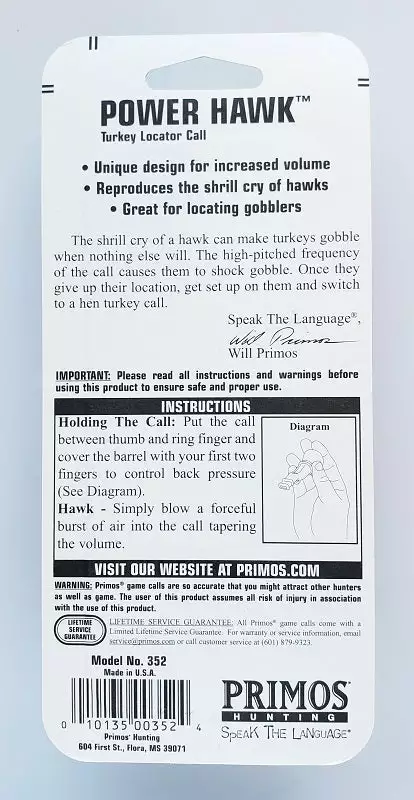 POWER HAWK™
Turkey Locator Call
• Unique design for increased volume
• Reproduces the shrill cry of hawks
• Great for locating gobblers
The shrill cry of a hawk can make turkeys gobble
when nothing else will. The high-pitched frequency
of the call causes them to shock gobble. Once they
give up their location, get set up on them and switch
to a hen turkey call.
Speak The Language®,
Will Primos
Will Primos
IMPORTANT: Please read all instructions and warnings before
using this product to ensure safe and proper use.
INSTRUCTIONS
Holding The Call: Put the call
between thumb and ring finger and
cover the barrel with your first two
fingers to control back pressure
(See Diagram).
Hawk - Simply blow a forceful
burst of air into the call tapering
the volume.
Diagram
VISIT OUR WEBSITE AT PRIMOS.COM
WARNING: Primos® game calls are so accurate that you might attract other hunters
as well as game. The user of this product assumes all risk of injury in association
with the use of this product.
LIFETIME
SERVICE
GUARANTEE
LIFETIME SERVICE GUARANTEE: All Primos® game calls come with a
Limited Lifetime Service Guarantee. For warranty or service information, email
service@primos.com or call customer service at (601) 879-9323.
Model No. 352
Made in U.S.A.
0 10135 00352 4
Primos® Hunting
604 First St., Flora, MS 39071
PRIMOS®
HUNTING
SPEAK THE LANGUAGE®